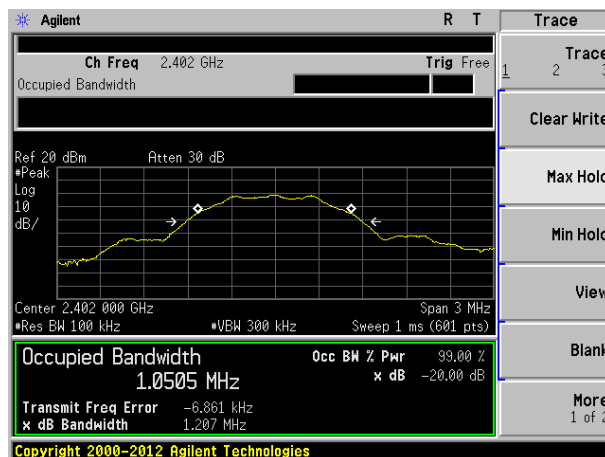 Agilent R T Trace
Ch Freq 2.402 GHz Trig Free
Occupied Bandwidth
Trace
1 2 3
Clear Write
Max Hold
Min Hold
View
Blank
More
1 of 2
Ref 20 dBm Atten 30 dB
#Peak
Log
10
dB/
Center 2.402 000 GHz Span 3 MHz
#Res BW 100 kHz #VBW 300 kHz Sweep 1 ms (601 pts)
Occupied Bandwidth Occ BW % Pwr 99.00 %
1.0505 MHz x dB -20.00 dB
Transmit Freq Error -6.861 kHz
x dB Bandwidth 1.207 MHz
Copyright 2000-2012 Agilent Technologies